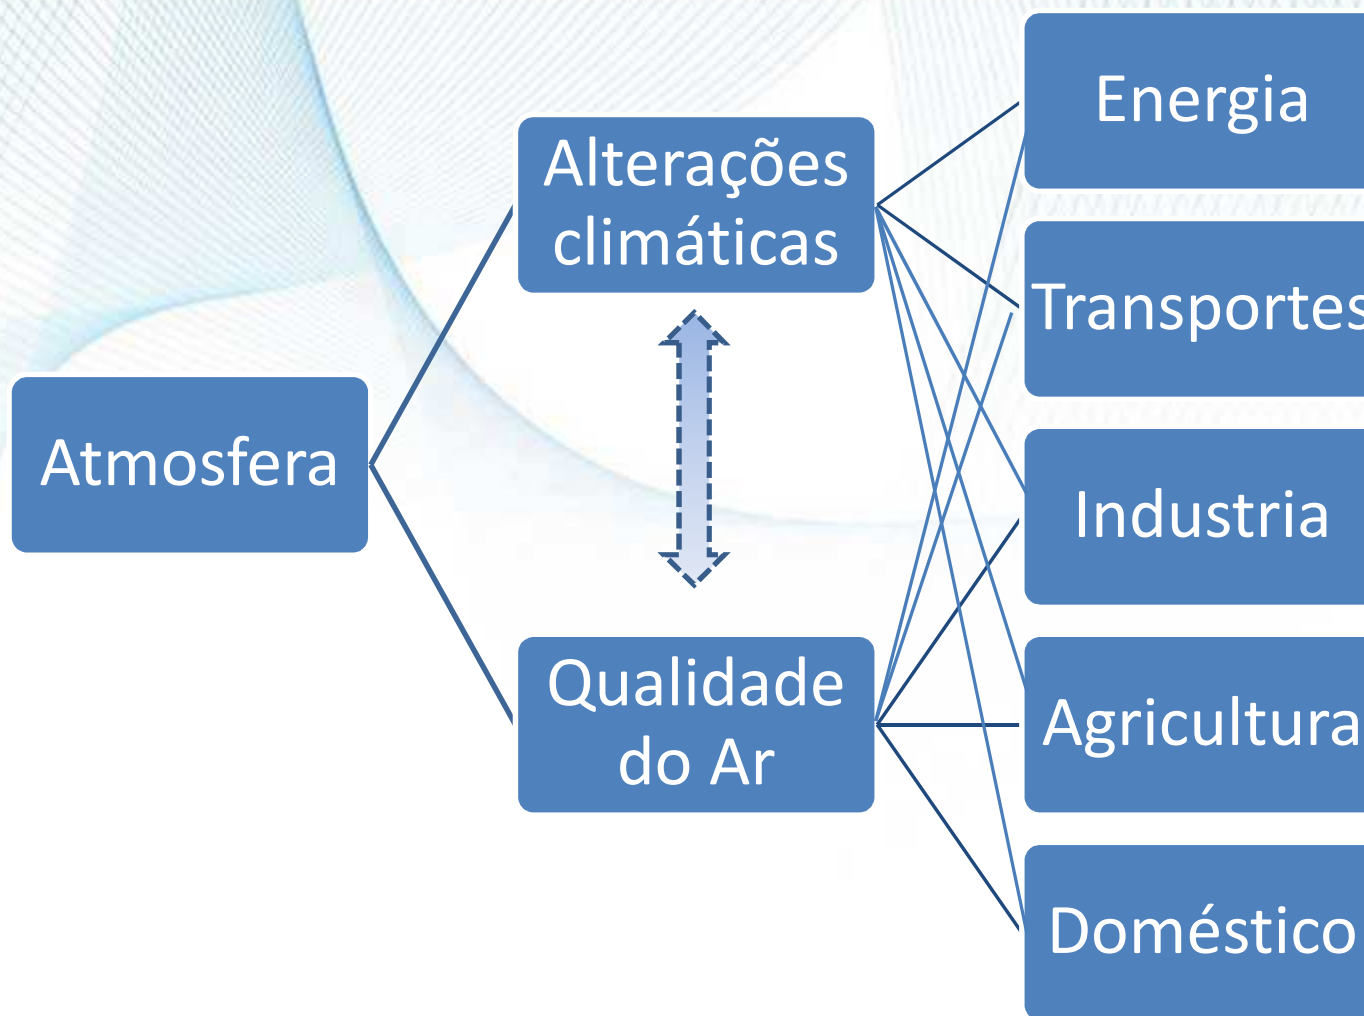 Atmosfera
Alterações
climáticas
Qualidade
do Ar
Energia
Transportes
Industria
Agricultura
Doméstico